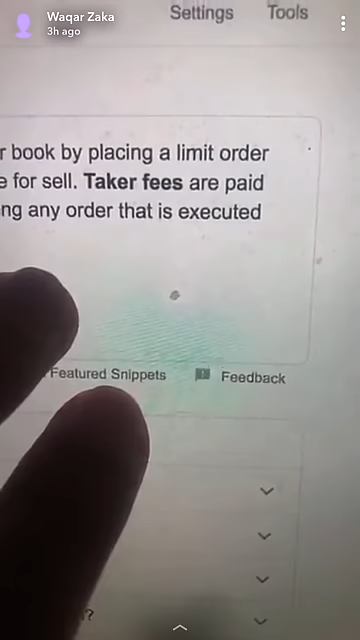 Waqar Zaka
3h ago
Settings Tools
r book by placing a limit order
e for sell. Taker fees are paid
ng any order that is executed
Featured Snippets Feedback
?